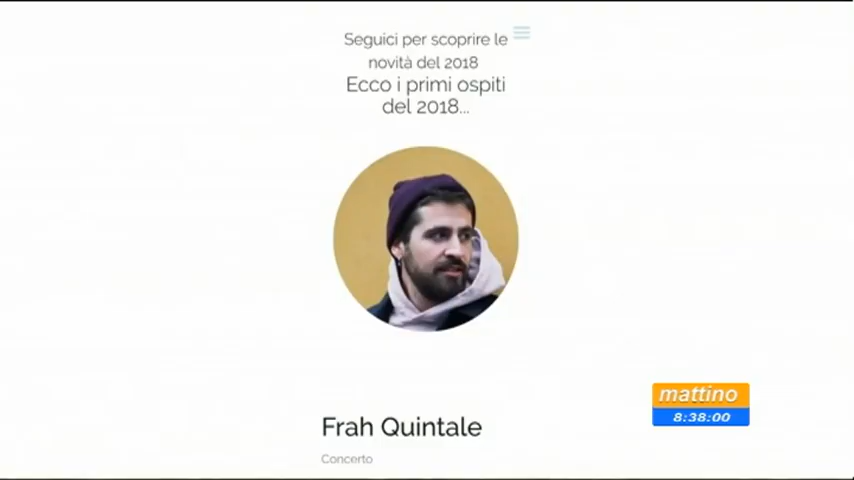 Seguici per scoprire le
novità del 2018
Ecco i primi ospiti
del 2018...
mattino
8:38:00
Frah Quintale
Concerto